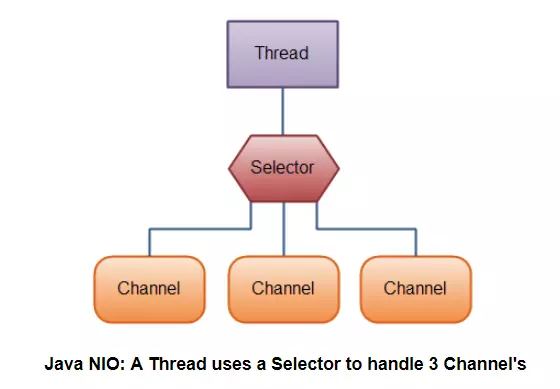 Thread
Selector
Channel
Channel
Channel
Java NIO: A Thread uses a Selector to handle 3 Channel's